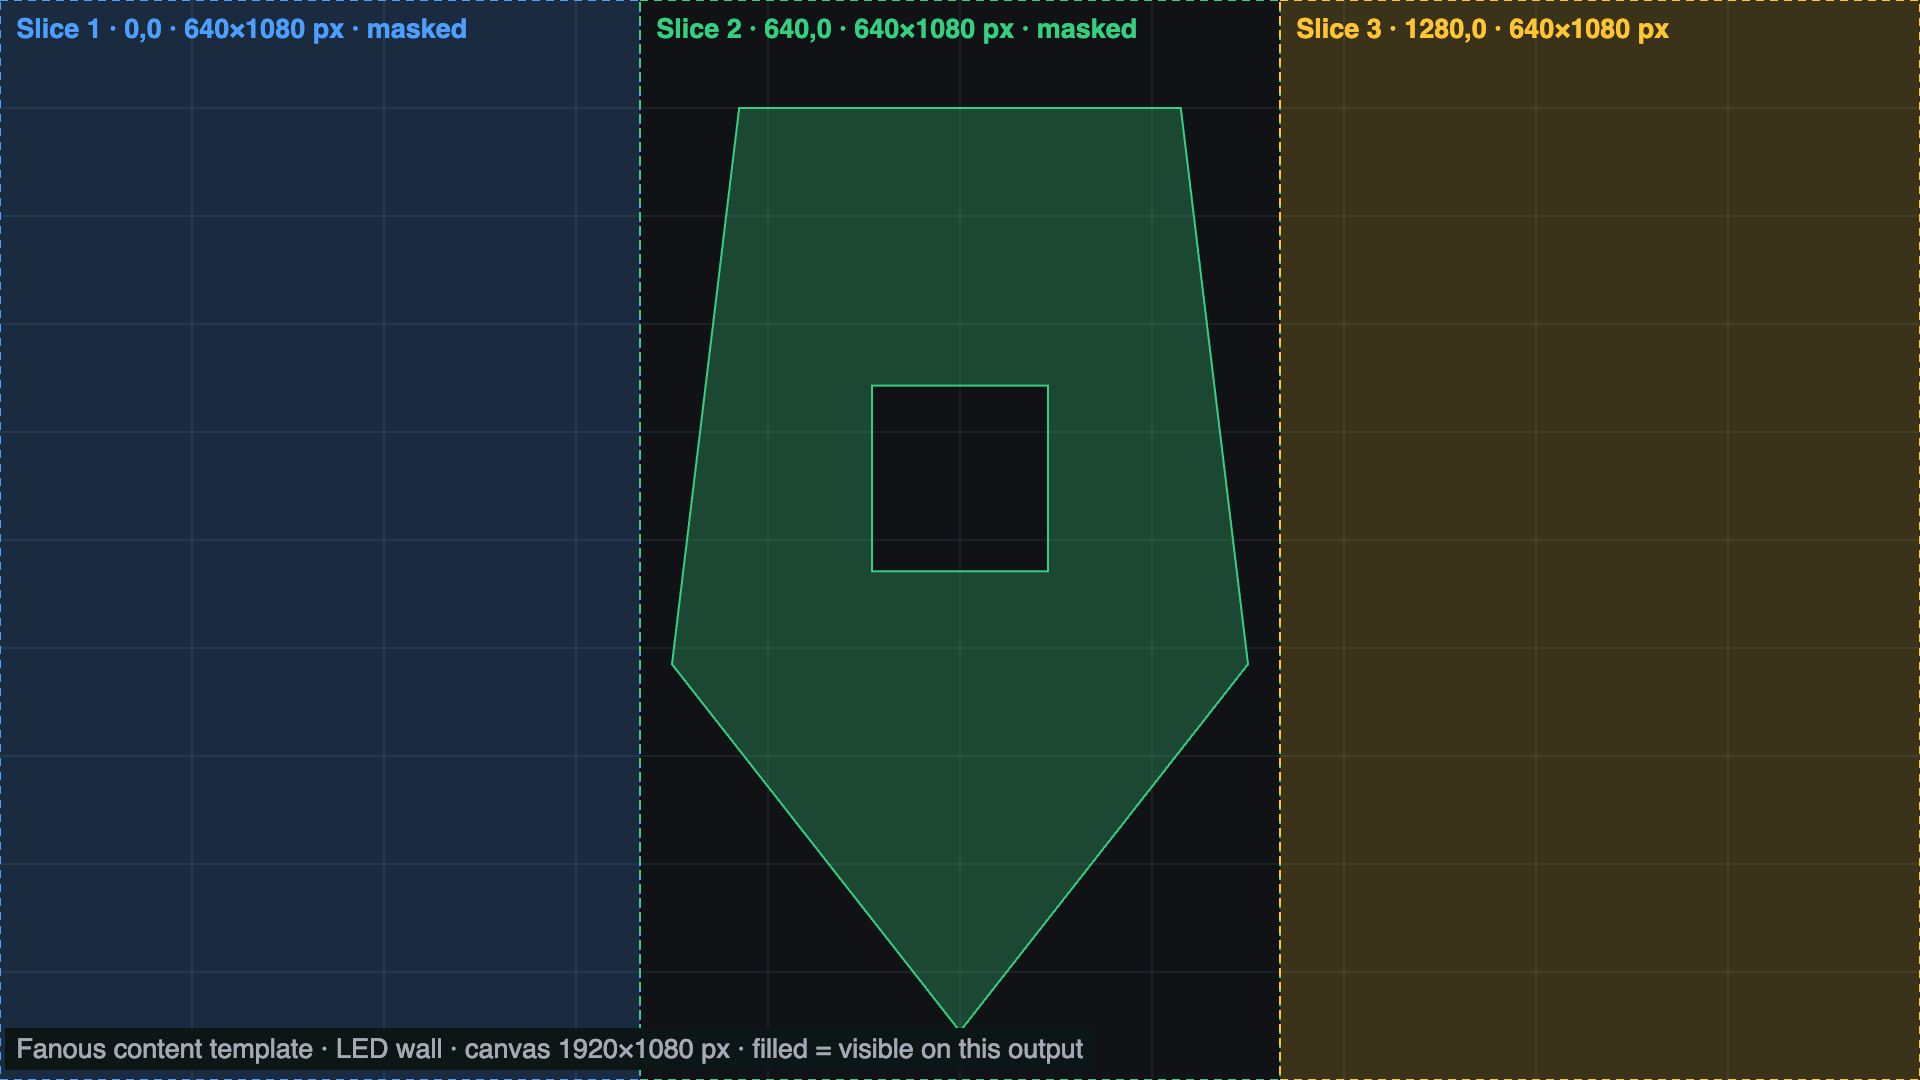 Slice 1 · 0,0 · 640×1080 px · masked
Slice 2 · 640,0 · 640×1080 px · masked
Slice 3 · 1280,0 · 640×1080 px
Fanous content template · LED wall · canvas 1920×1080 px · filled = visible on this output